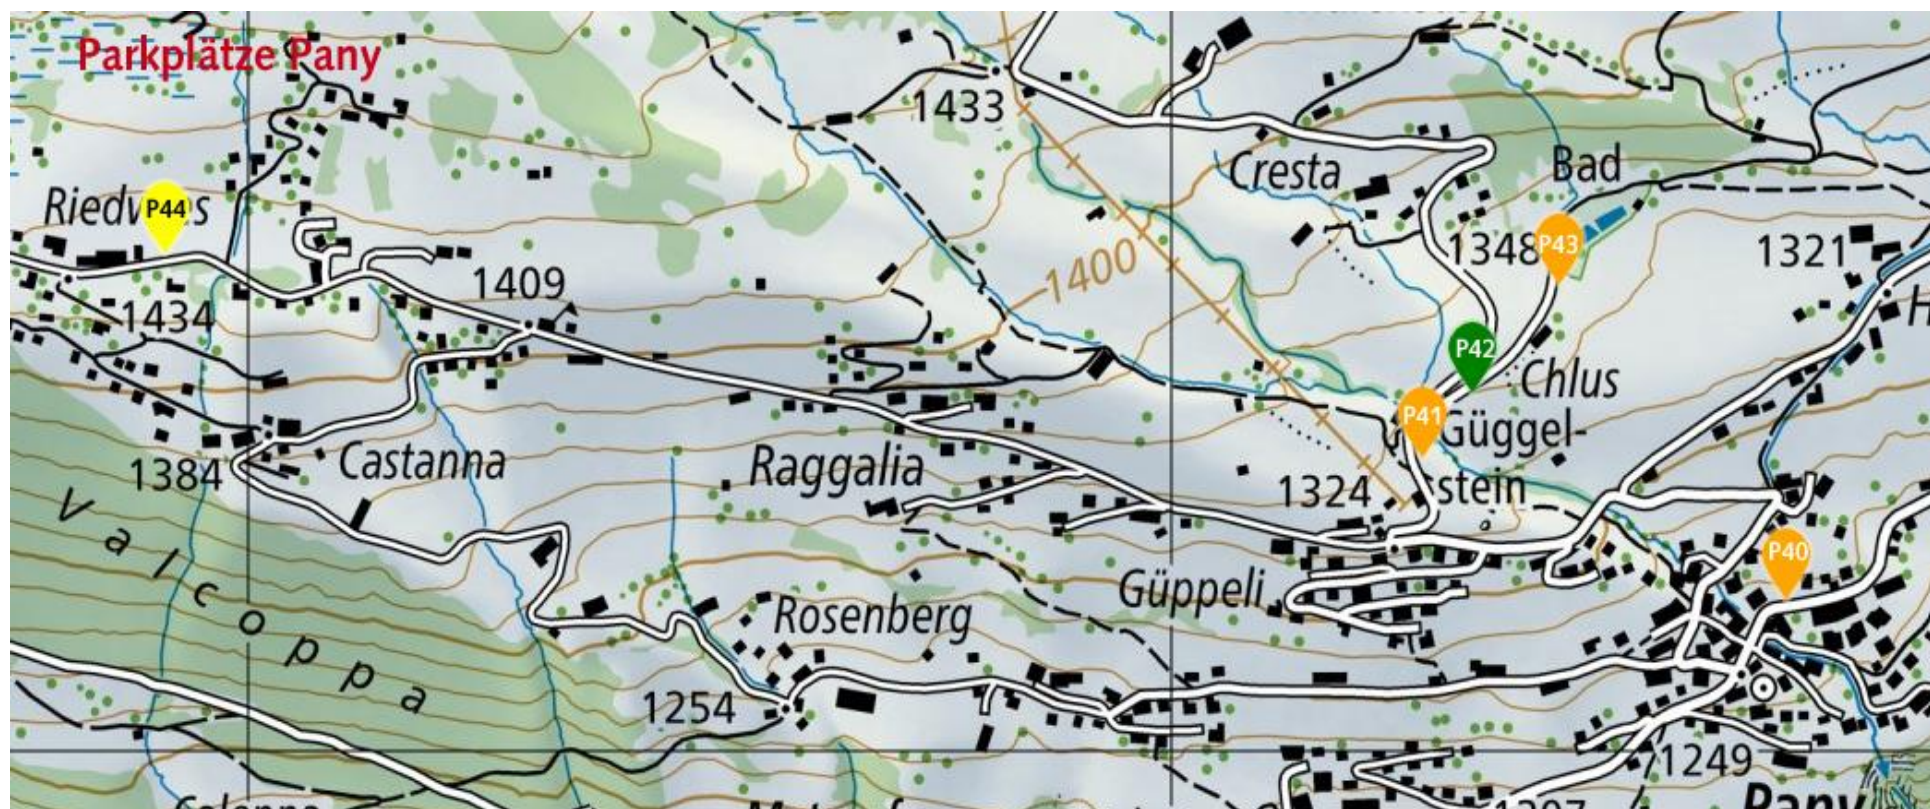 Parkplätze Pany
1433
Cresta
Bad
P44
1348
P43
1321
1400
1409
1434
P42
Chlus
P41
Güggel-
stein
Castanna
1384
Raggalia
1324
Valcoppa
P40
Güppeli
Rosenberg
1254
1249
Pany